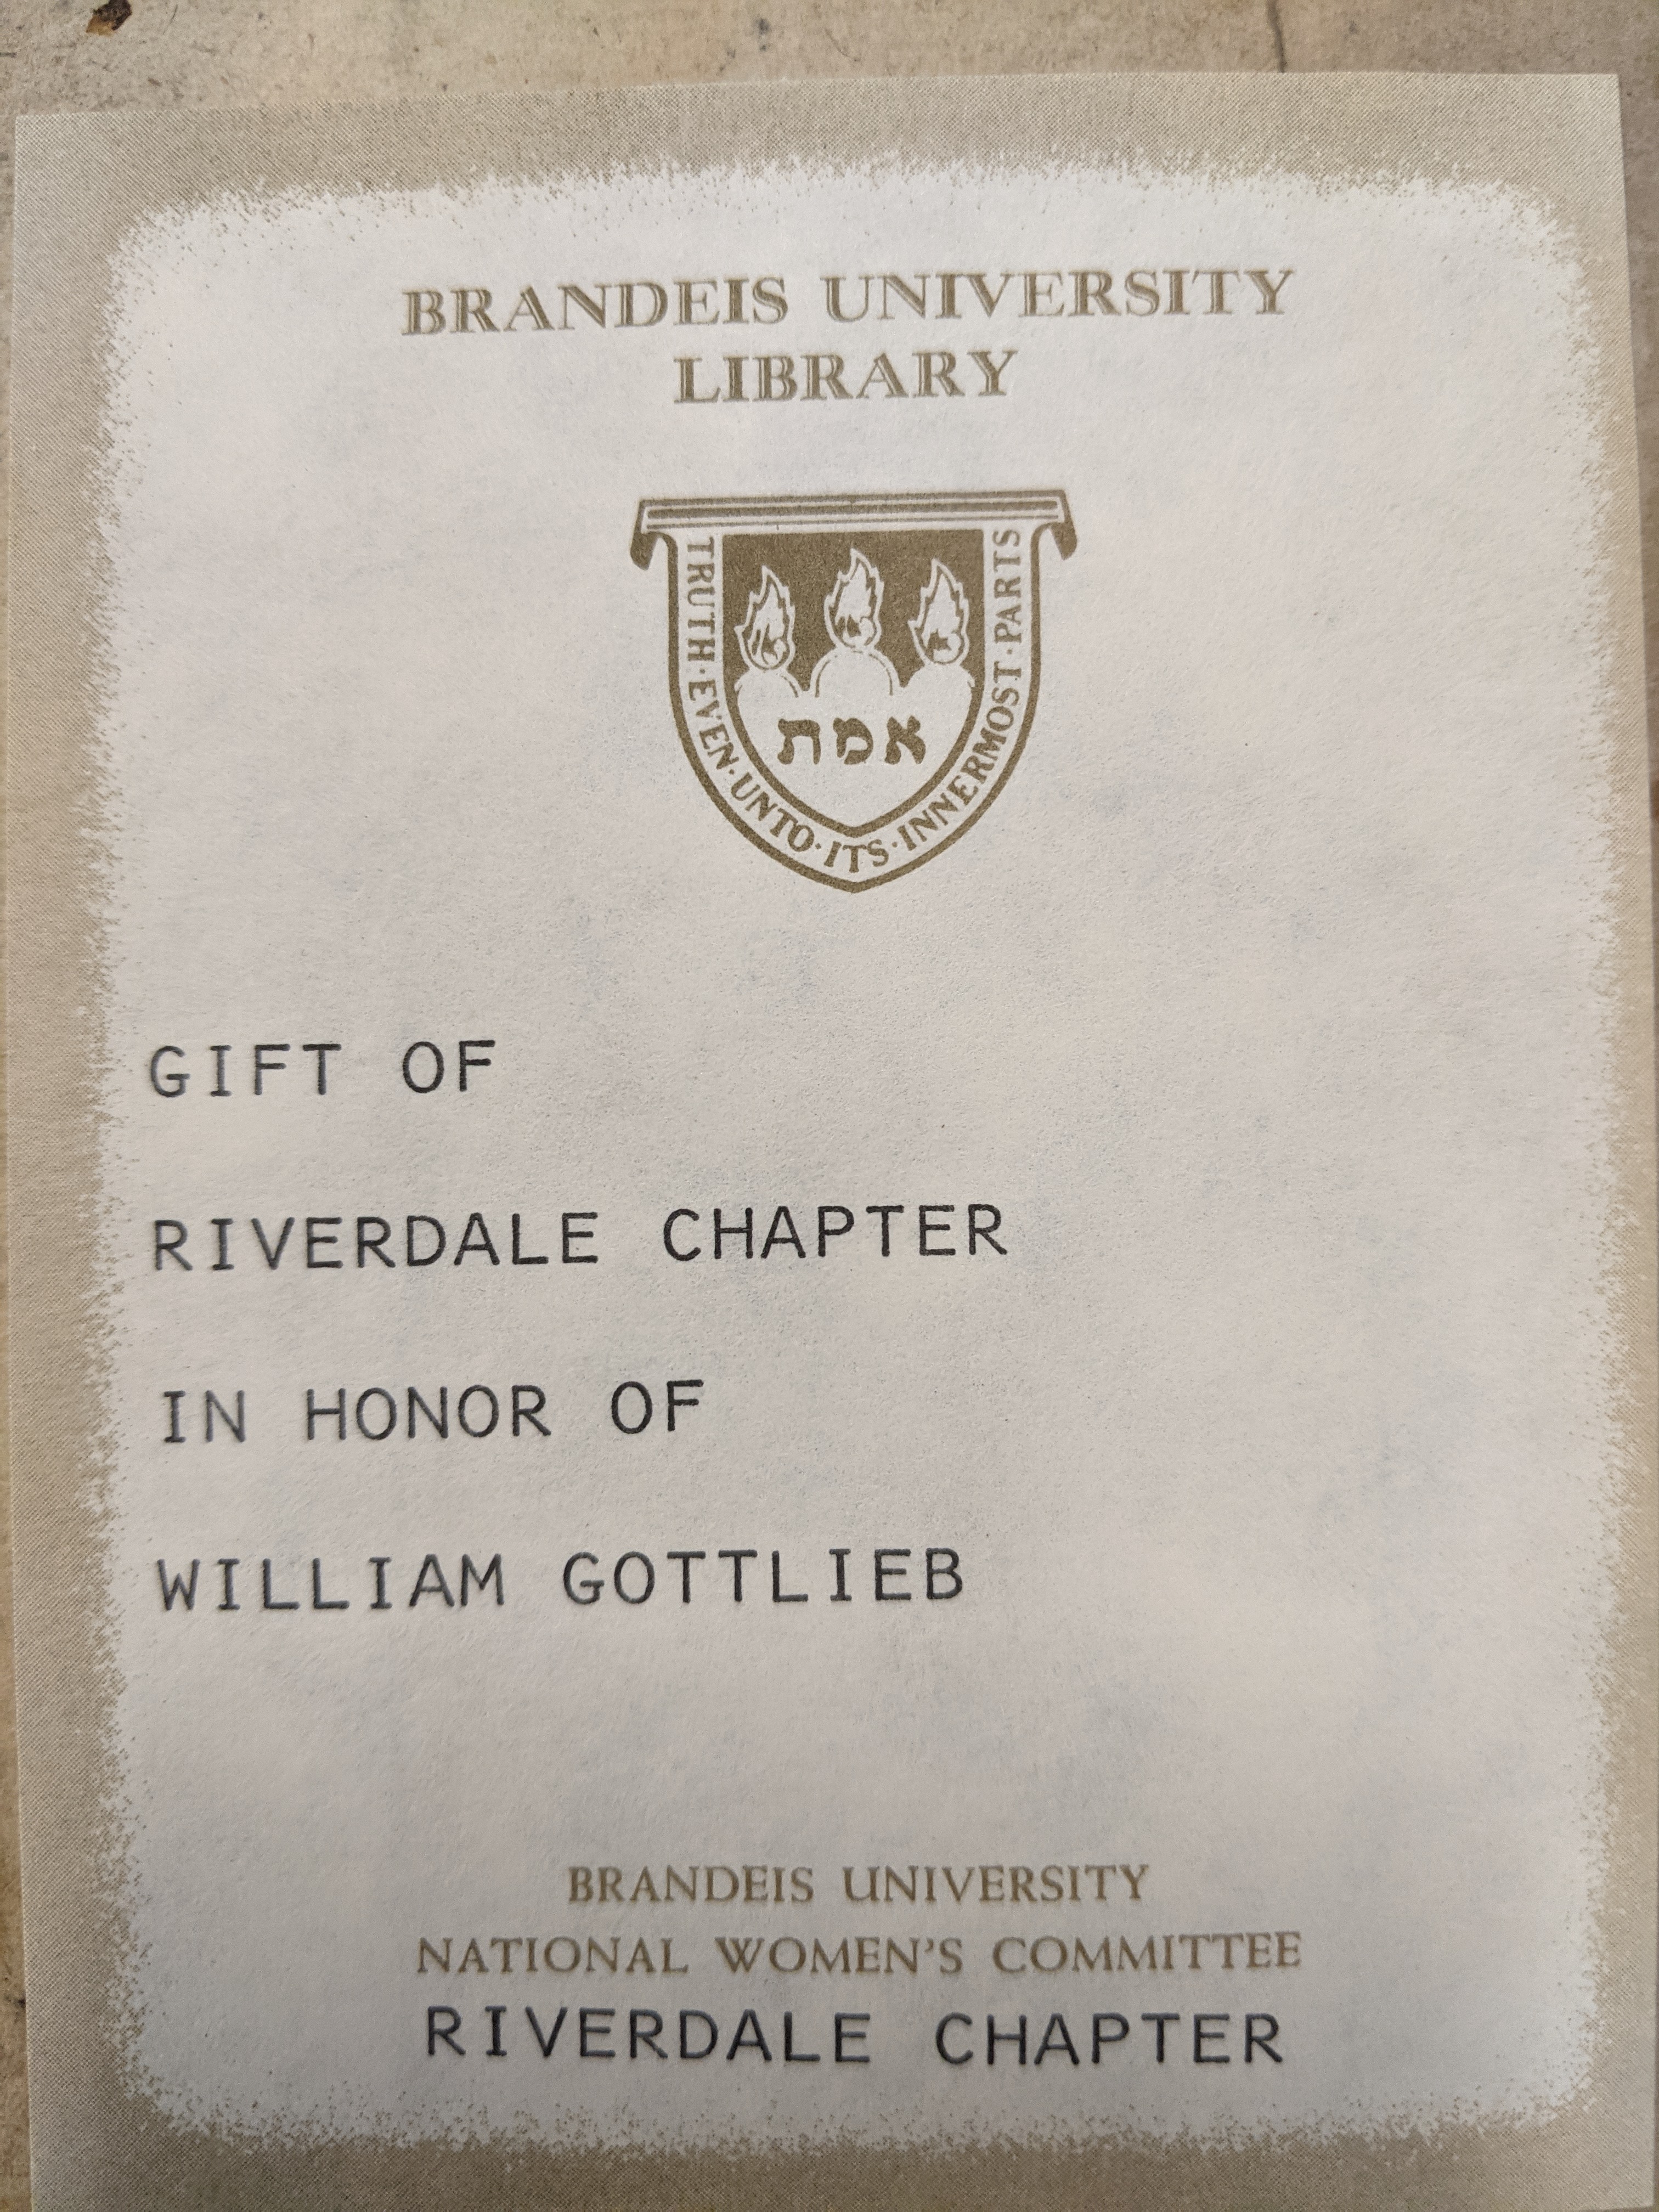 BRANDEIS UNIVERSITY
LIBRARY
TRUTH · EVEN · UNTO · ITS · INNERMOST · PARTS
אמת
GIFT OF
RIVERDALE CHAPTER
IN HONOR OF
WILLIAM GOTTLIEB
BRANDEIS UNIVERSITY
NATIONAL WOMEN'S COMMITTEE
RIVERDALE CHAPTER